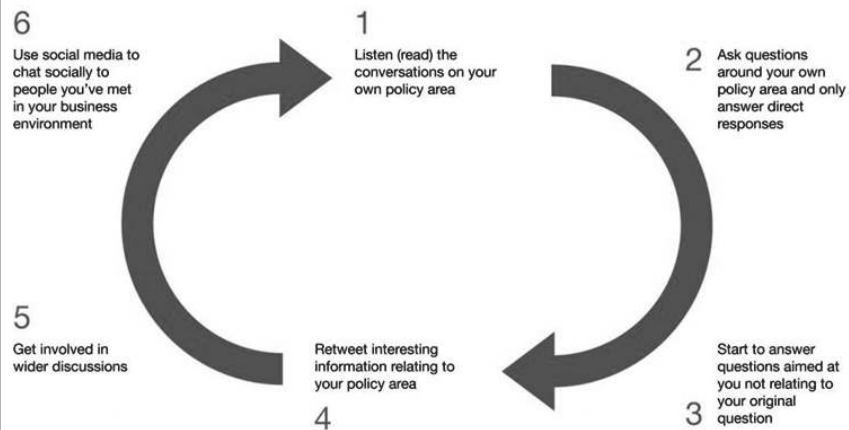 1
Listen (read) the
conversations on your
own policy area
2
Ask questions
around your own
policy area and only
answer direct
responses
3
Start to answer
questions aimed at
you not relating to
your original
question
4
Retweet interesting
information relating to
your policy area
5
Get involved in
wider discussions
6
Use social media to
chat socially to
people you've met
in your business
environment